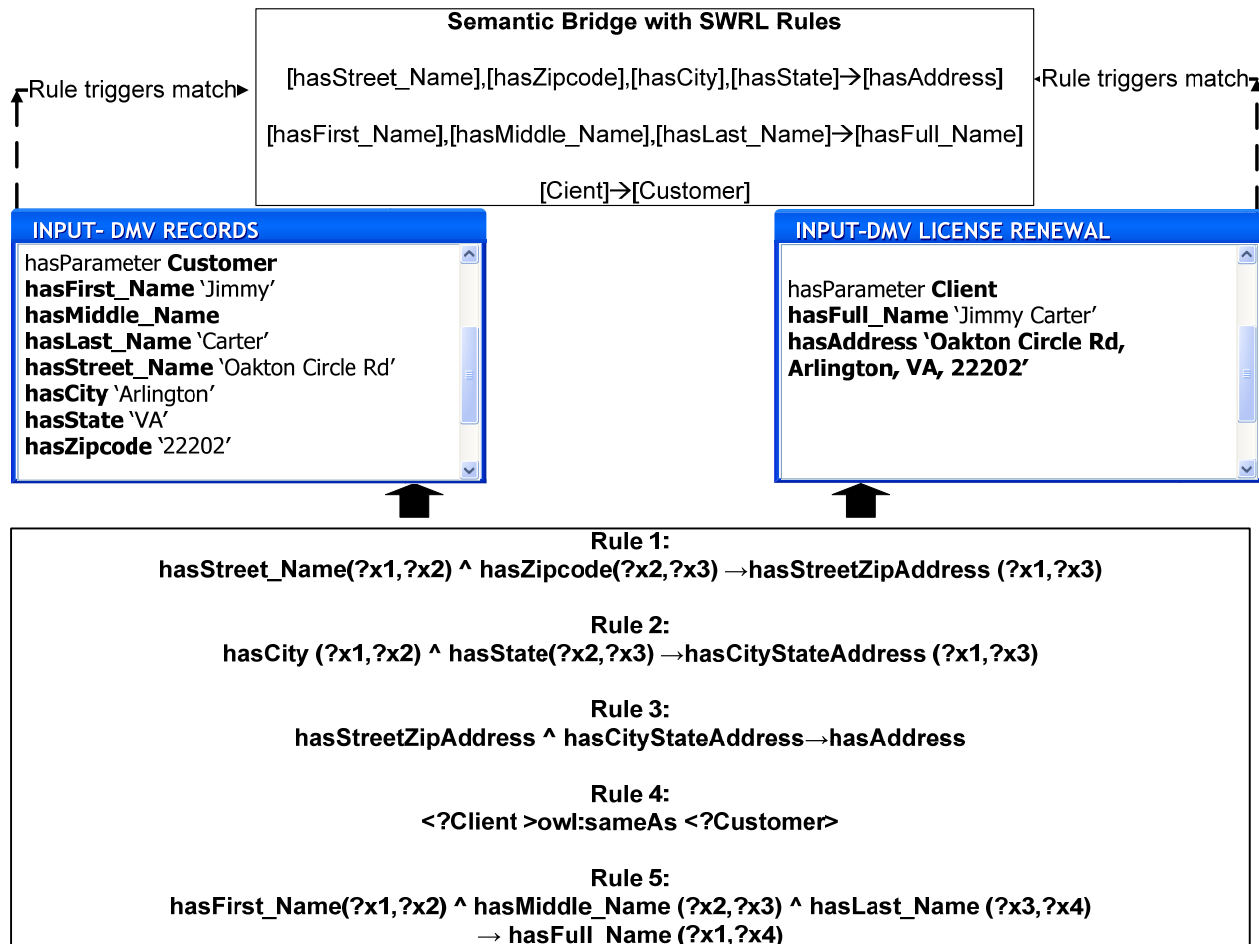 Semantic Bridge with SWRL Rules
[hasStreet_Name],[hasZipcode],[hasCity],[hasState]→[hasAddress]
Rule triggers match
Rule triggers match
[hasFirst_Name],[hasMiddle_Name],[hasLast_Name]→[hasFull_Name]
[Cient]→[Customer]
INPUT- DMV RECORDS
hasParameter Customer
hasFirst_Name ‘Jimmy’
hasMiddle_Name
hasLast_Name ‘Carter’
hasStreet_Name ‘Oakton Circle Rd’
hasCity ‘Arlington’
hasState ‘VA’
hasZipcode ‘22202’
INPUT-DMV LICENSE RENEWAL
hasParameter Client
hasFull_Name ‘Jimmy Carter’
hasAddress ‘Oakton Circle Rd,
Arlington, VA, 22202’
Rule 1:
hasStreet_Name(?x1,?x2) ^ hasZipcode(?x2,?x3) →hasStreetZipAddress (?x1,?x3)
Rule 2:
hasCity (?x1,?x2) ^ hasState(?x2,?x3) →hasCityStateAddress (?x1,?x3)
Rule 3:
hasStreetZipAddress ^ hasCityStateAddress→hasAddress
Rule 4:
<?Client >owl:sameAs <?Customer>
Rule 5:
hasFirst_Name(?x1,?x2) ^ hasMiddle_Name (?x2,?x3) ^ hasLast_Name (?x3,?x4)
→ hasFull_Name (?x1,?x4)